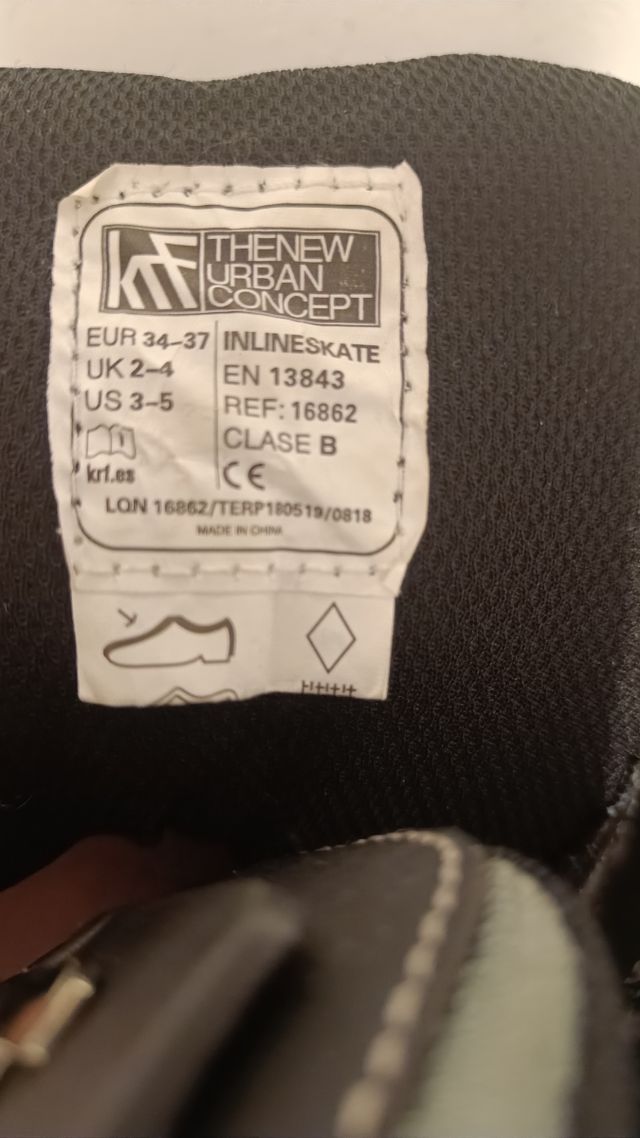 krf THENEW
URBAN
CONCEPT
EUR 34-37
UK 2-4
US 3-5
krf.es
INLINESKATE
EN 13843
REF: 16862
CLASE B
CE
LQN 16862/TERP180519/0818
MADE IN CHINA